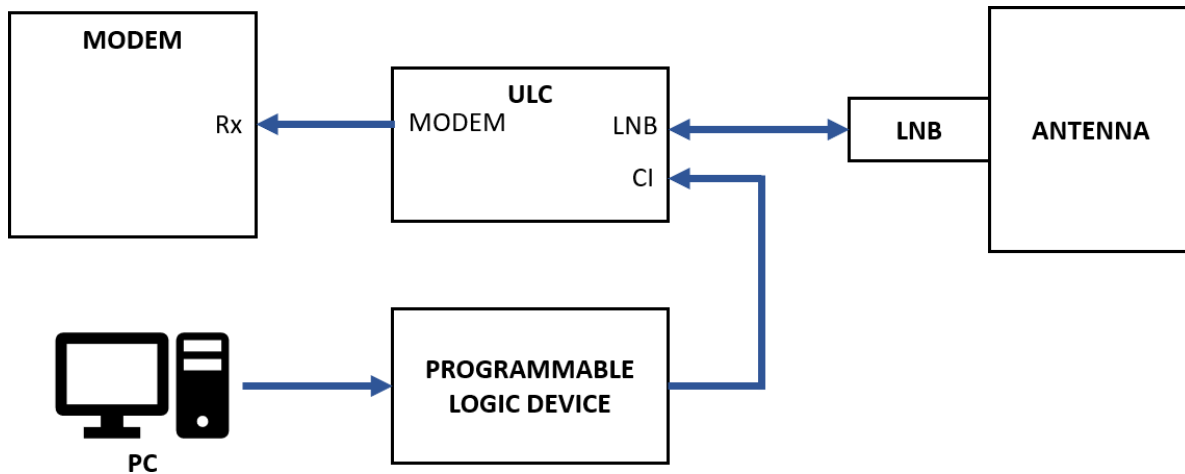 MODEM
Rx
ULC
MODEM
LNB
CI
LNB
ANTENNA
PC
PROGRAMMABLE
LOGIC DEVICE